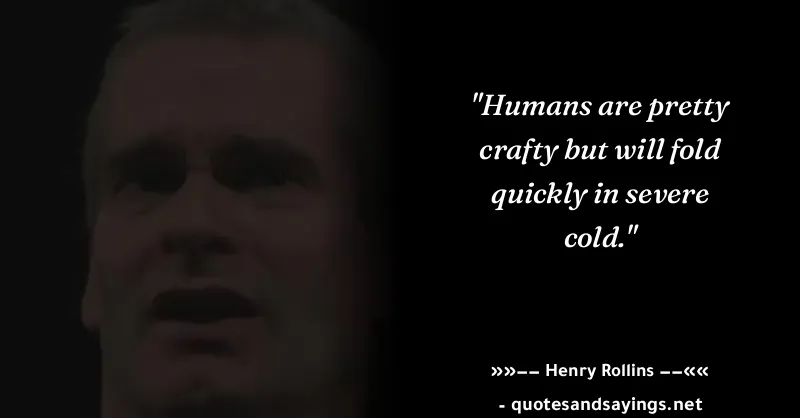 "Humans are pretty
crafty but will fold
quickly in severe
cold."
»»−− Henry Rollins −−««
- quotesandsayings.net